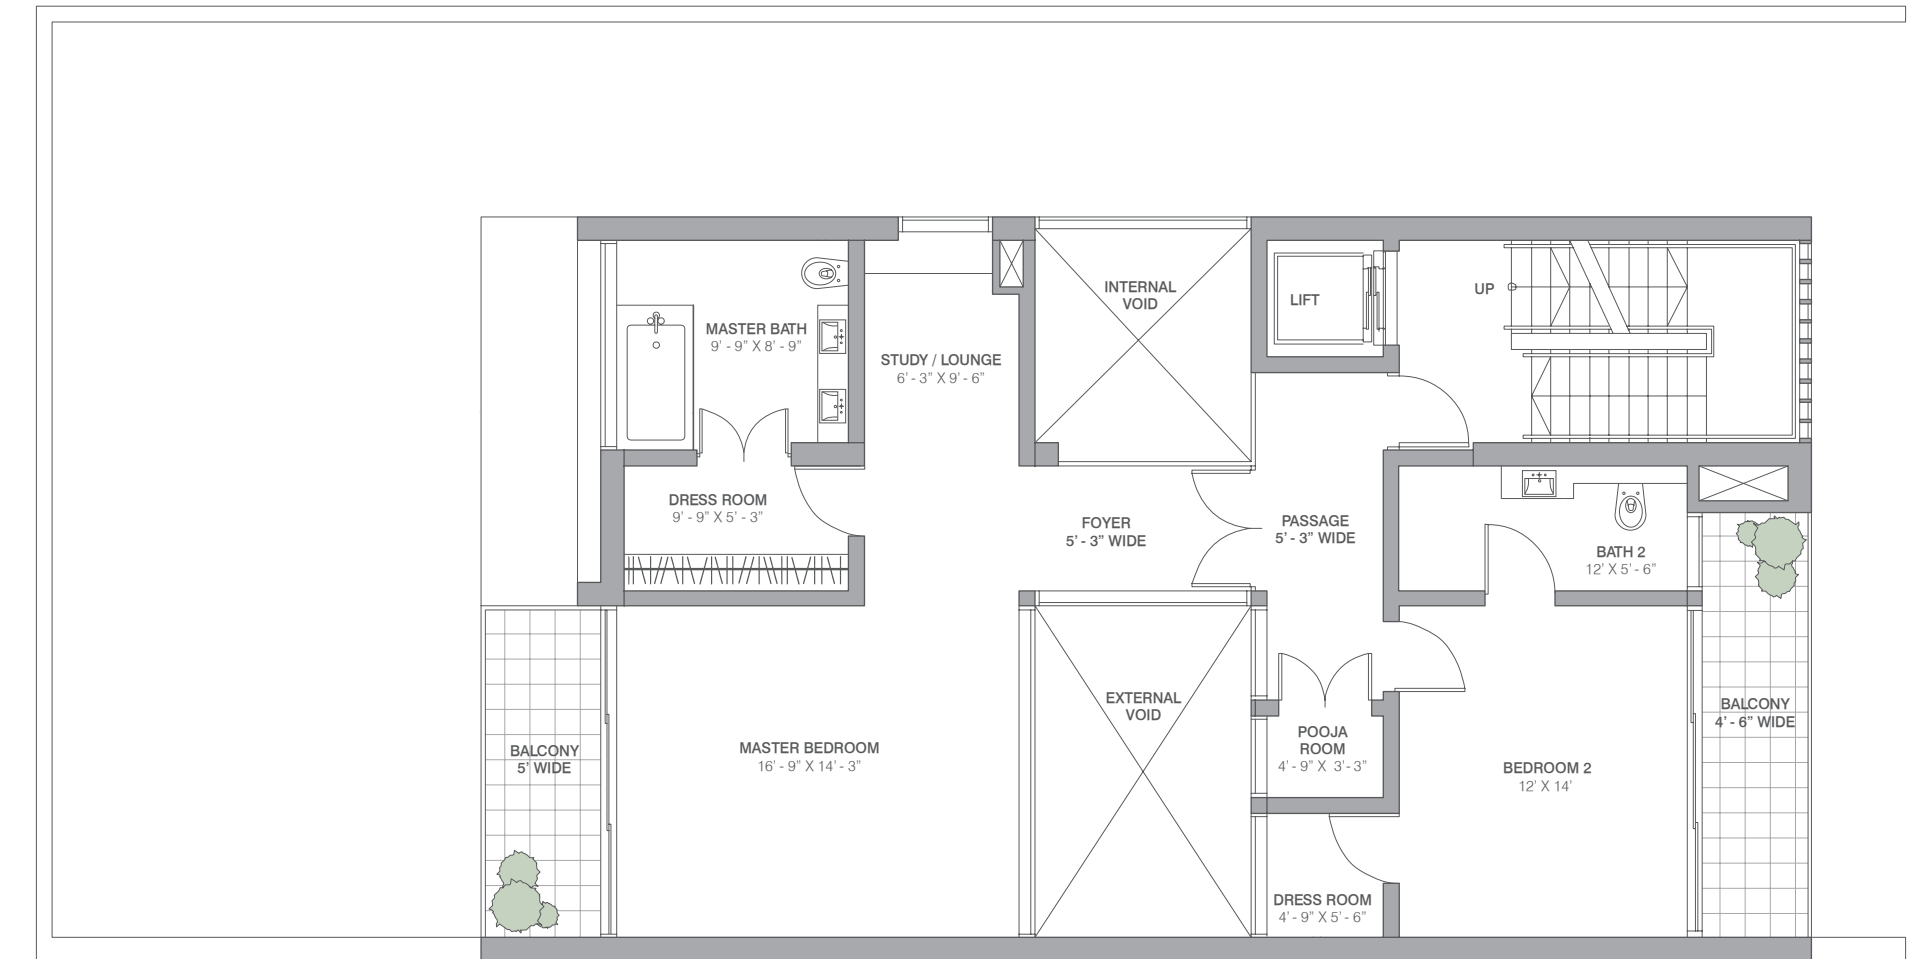 INTERNAL
VOID
LIFT
UP
MASTER BATH
9' - 9" X 8' - 9"
STUDY / LOUNGE
6' - 3" X 9' - 6"
DRESS ROOM
9' - 9" X 5' - 3"
FOYER
5' - 3" WIDE
PASSAGE
5' - 3" WIDE
BATH 2
12' X 5' - 6"
EXTERNAL
VOID
BALCONY
4' - 6" WIDE
POOJA
ROOM
4' - 9" X 3' - 3"
MASTER BEDROOM
16' - 9" X 14' - 3"
BALCONY
5' WIDE
BEDROOM 2
12' X 14'
DRESS ROOM
4' - 9" X 5' - 6"